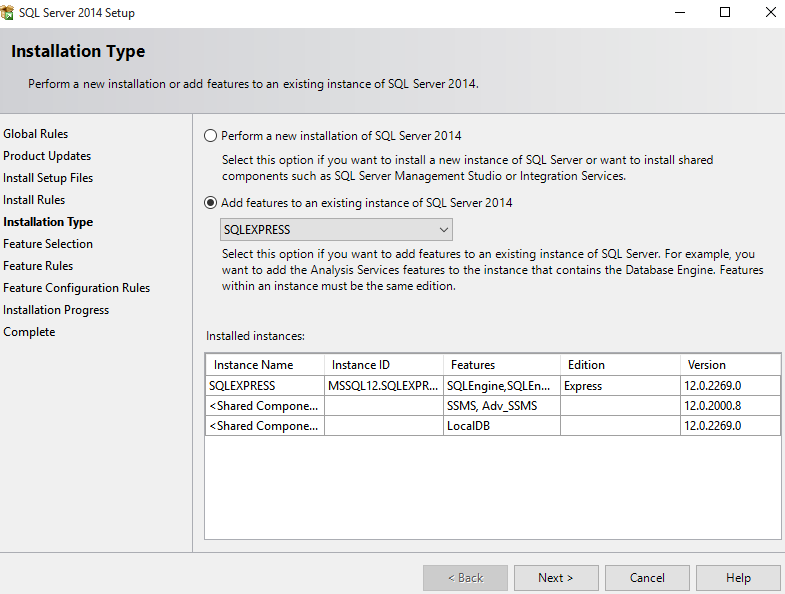 SQL Server 2014 Setup
Installation Type
Perform a new installation or add features to an existing instance of SQL Server 2014.
Global Rules
Product Updates
Install Setup Files
Install Rules
Installation Type
Feature Selection
Feature Rules
Feature Configuration Rules
Installation Progress
Complete
Perform a new installation of SQL Server 2014
Select this option if you want to install a new instance of SQL Server or want to install shared
components such as SQL Server Management Studio or Integration Services.
Add features to an existing instance of SQL Server 2014
SQLEXPRESS
Select this option if you want to add features to an existing instance of SQL Server. For example, you
want to add the Analysis Services features to the instance that contains the Database Engine. Features
within an instance must be the same edition.
Installed instances:
Instance Name Instance ID Features Edition Version
SQLEXPRESS MSSQL12.SQLEXPR... SQLEngine,SQLEn... Express 12.0.2269.0
<Shared Compone... SSMS, Adv_SSMS 12.0.2000.8
<Shared Compone... LocalDB 12.0.2269.0
< Back Next > Cancel Help